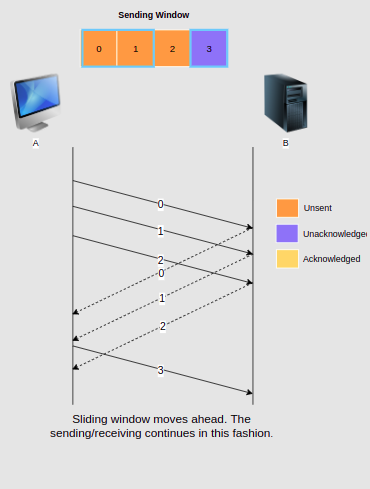 Sending Window
0 1 2 3
A
B
0
1
2
0
1
2
3
Unsent
Unacknowledge
Acknowledged
Sliding window moves ahead. The
sending/receiving continues in this fashion.